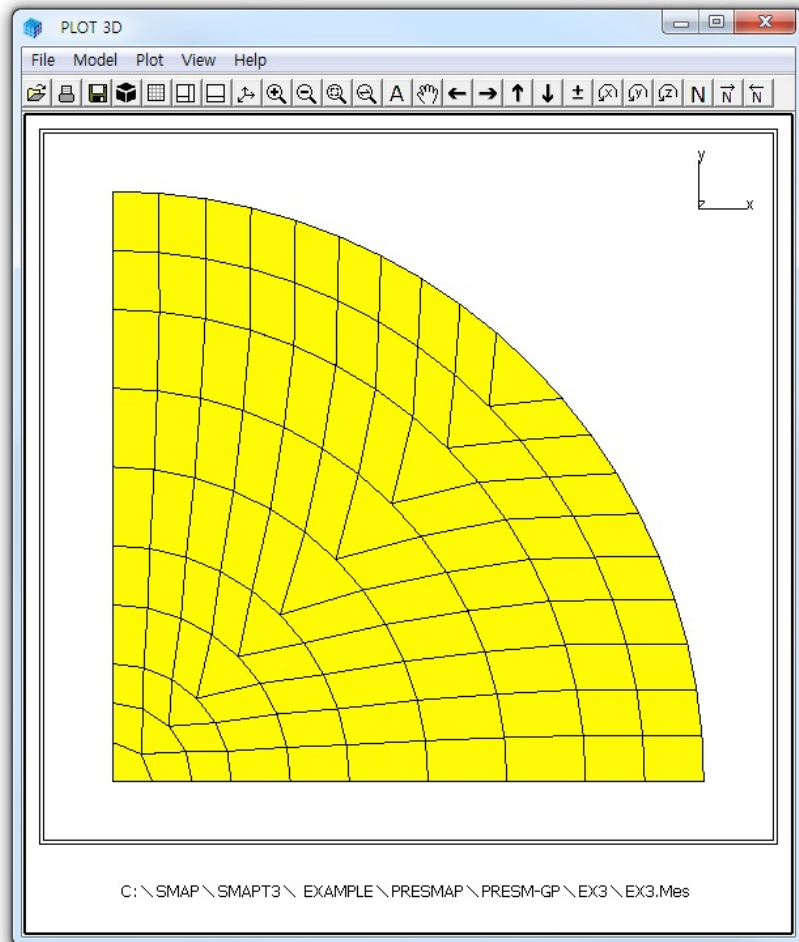 PLOT 3D
File Model Plot View Help
A ± X y z N N N
y
z x
C:\SMAP\SMAPT3\ EXAMPLE\PRESMAP\PRESM-GP\EX3\EX3.Mes